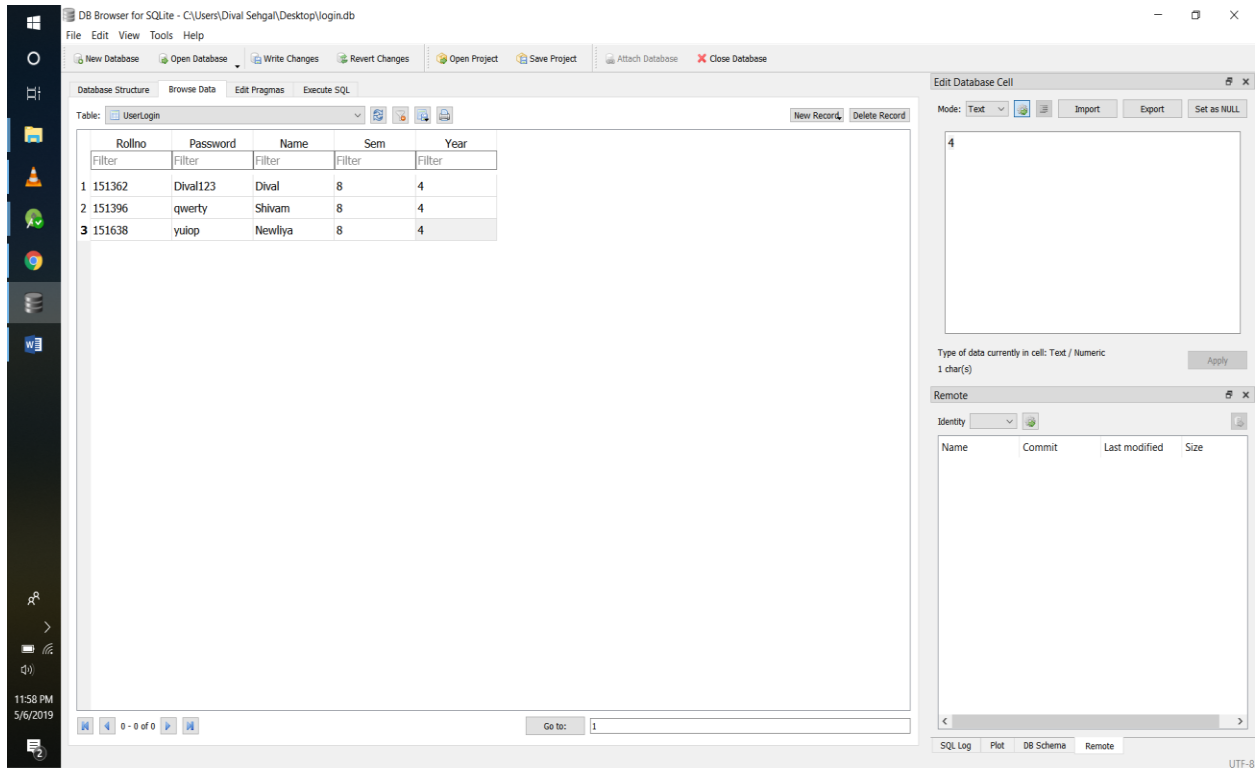 DB Browser for SQLite - C:\Users\Dival Sehgal\Desktop\login.db
File Edit View Tools Help
New Database Open Database Write Changes Revert Changes Open Project Save Project Attach Database Close Database
Database Structure Browse Data Edit Pragmas Execute SQL
Table: UserLogin
New Record Delete Record
Rollno Password Name Sem Year
Filter Filter Filter Filter Filter
1 151362 Dival123 Dival 8 4
2 151396 qwerty Shivam 8 4
3 151638 yuiop Newliya 8 4
0 - 0 of 0
Go to: 1
Edit Database Cell
Mode: Text Import Export Set as NULL
4
Type of data currently in cell: Text / Numeric
1 char(s)
Apply
Remote
Identity
Name Commit Last modified Size
SQL Log Plot DB Schema Remote
UTF-8
11:58 PM
5/6/2019
2